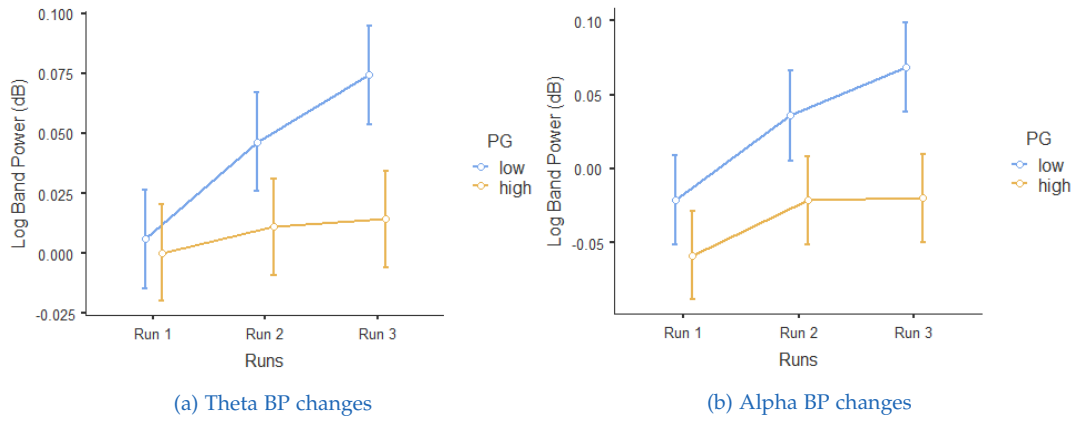 0.100
0.075
0.050
0.025
0.000
-0.025
Log Band Power (dB)
Run 1 Run 2 Run 3
Runs
PG
low
high
(a) Theta BP changes
0.10
0.05
0.00
-0.05
Log Band Power (dB)
Run 1 Run 2 Run 3
Runs
PG
low
high
(b) Alpha BP changes